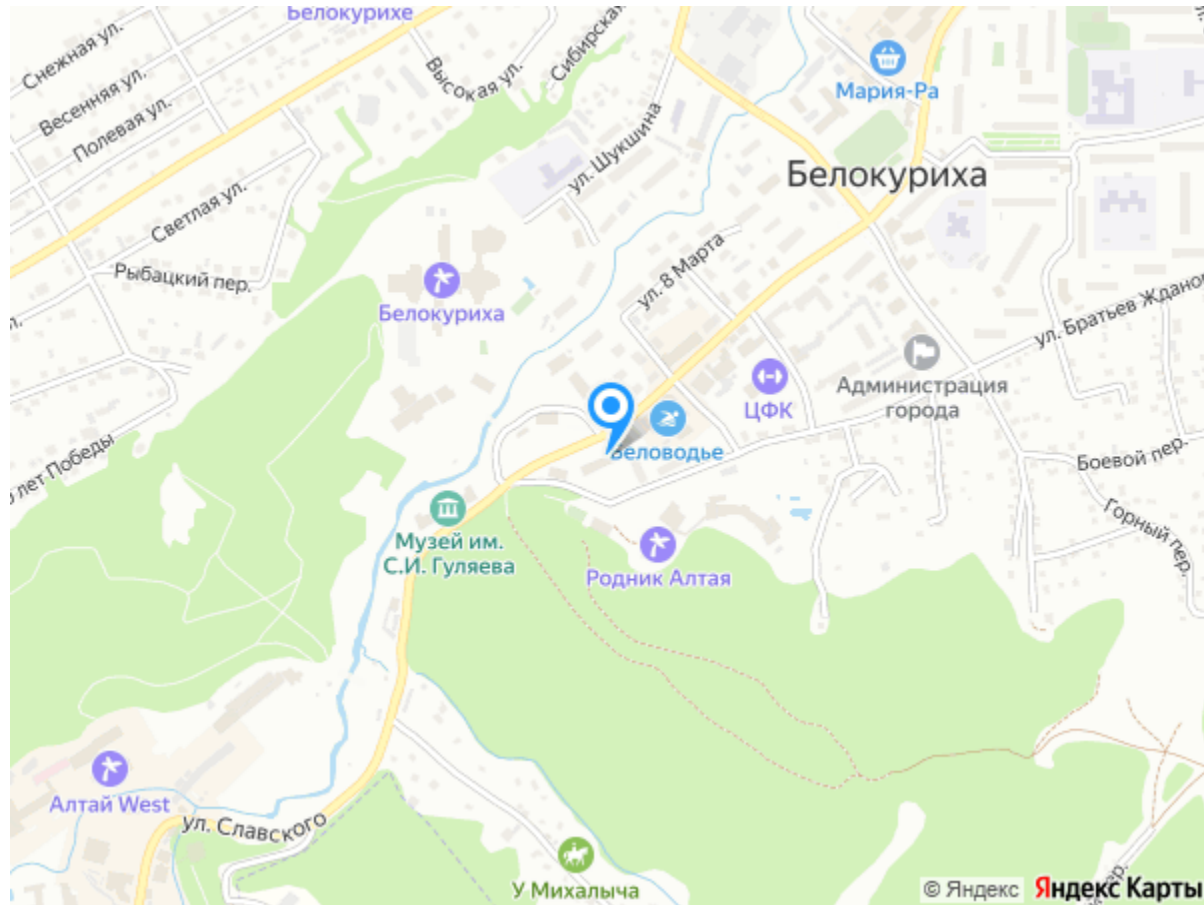 Белокурихе
Снежная ул.
Весенняя ул.
Полевая ул.
Светлая ул.
Рыбацкий пер.
Высокая ул.
Сибирская
ул. Шукшина
Мария-Ра
Белокуриха
Белокуриха
ул. 8 Марта
ул.
ул. Братьев Жданов
Администрация
города
ЦФК
Беловодье
Боевой пер.
Горный пер.
лет Победы
Музей им.
С.И. Гуляева
Родник Алтая
Алтай West
ул. Славского
У Михалыча
пер.
© Яндекс Яндекс Карты